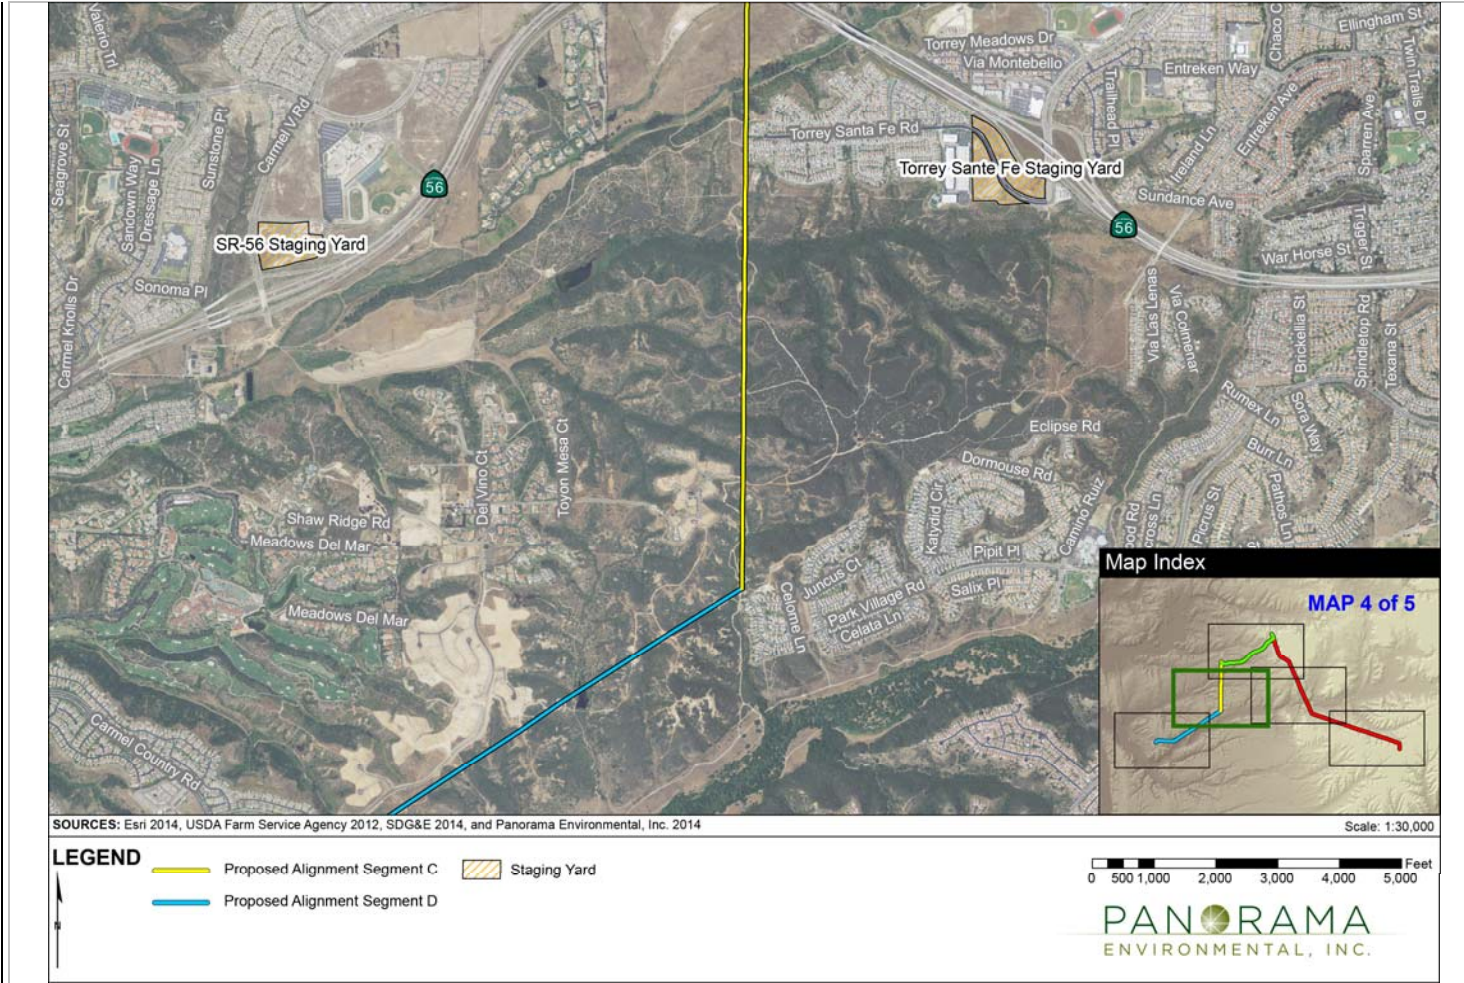 Valeno Trl
Chaco C
Ellingham St
Torrey Meadows Dr
Via Montebello
Entreken Way
Twin Trails Dr
Seagrove St
Sunstone Pl
Carmel V Rd
Torrey Santa Fe Rd
Trailhead Pl
Ireland Ln
Entreken Ave
Sparren Ave
Sandown Way
Dressage Ln
56
Torrey Sante Fe Staging Yard
Sundance Ave
56
SR-56 Staging Yard
War Horse St
Trigger St
Sonoma Pl
Carmel Knolls Dr
Via Las Lenas
Via Colmenar
Brickellia St
Spindletop Rd
Texana St
Rumex Ln
Sora Way
Eclipse Rd
Dormouse Rd
Burr Ln
Pathos Ln
Del Vino Ct
Toyon Mesa Ct
Katydid Cir
Camino Ruiz
ood Rd
ross Ln
Picrus St
St
Shaw Ridge Rd
Meadows Del Mar
Pipit Pl
Juncus Ct
Salix Pl
Meadows Del Mar
Celome Ln
Park Village Rd
Celata Ln
Carmel Country Rd
Map Index
MAP 4 of 5
SOURCES: Esri 2014, USDA Farm Service Agency 2012, SDG&E 2014, and Panorama Environmental, Inc. 2014
Scale: 1:30,000
LEGEND
N
Proposed Alignment Segment C
Staging Yard
Proposed Alignment Segment D
Feet
0 500 1,000 2,000 3,000 4,000 5,000
PANORAMA
ENVIRONMENTAL, INC.